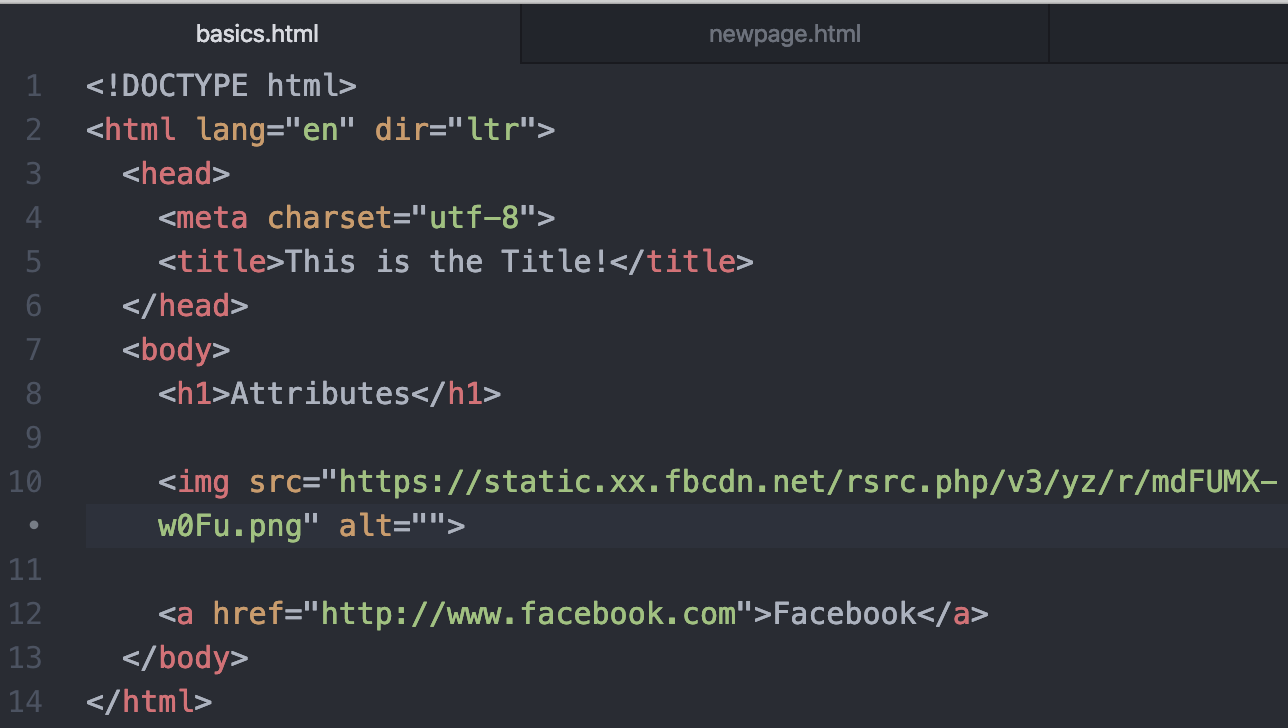 basics.html newpage.html
1 <!DOCTYPE html>
2 <html lang="en" dir="ltr">
3 <head>
4 <meta charset="utf-8">
5 <title>This is the Title!</title>
6 </head>
7 <body>
8 <h1>Attributes</h1>
9
10 <img src="https://static.xx.fbcdn.net/rsrc.php/v3/yz/r/mdFUMX-
• w0Fu.png" alt="">
11
12 <a href="http://www.facebook.com">Facebook</a>
13 </body>
14 </html>